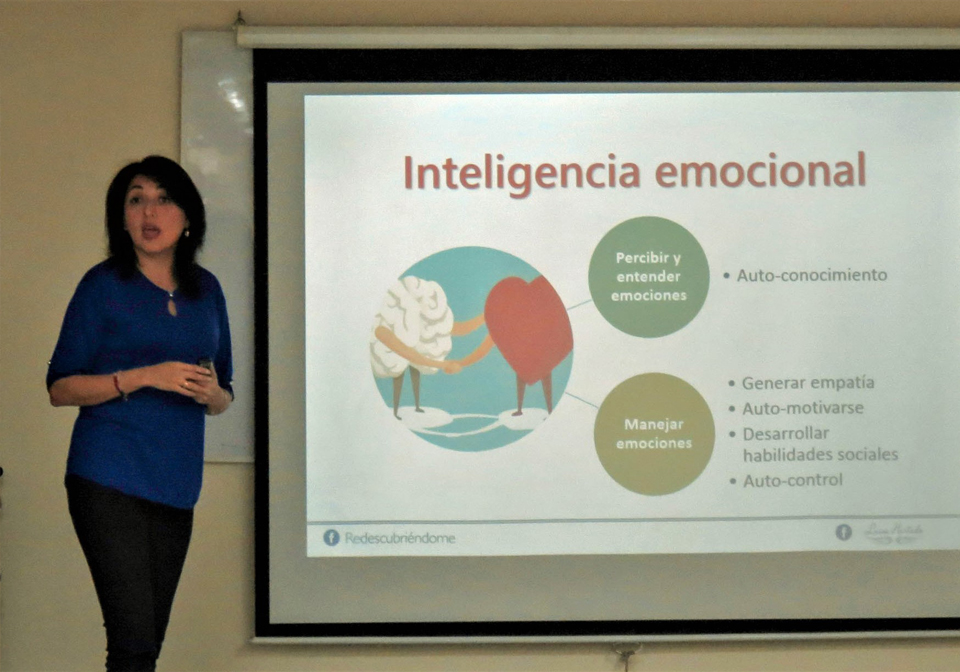 Inteligencia emocional
Percibir y
entender
emociones
• Auto-conocimiento
Manejar
emociones
• Generar empatía
• Auto-motivarse
• Desarrollar
habilidades sociales
• Auto-control
f Redescubriéndome
f